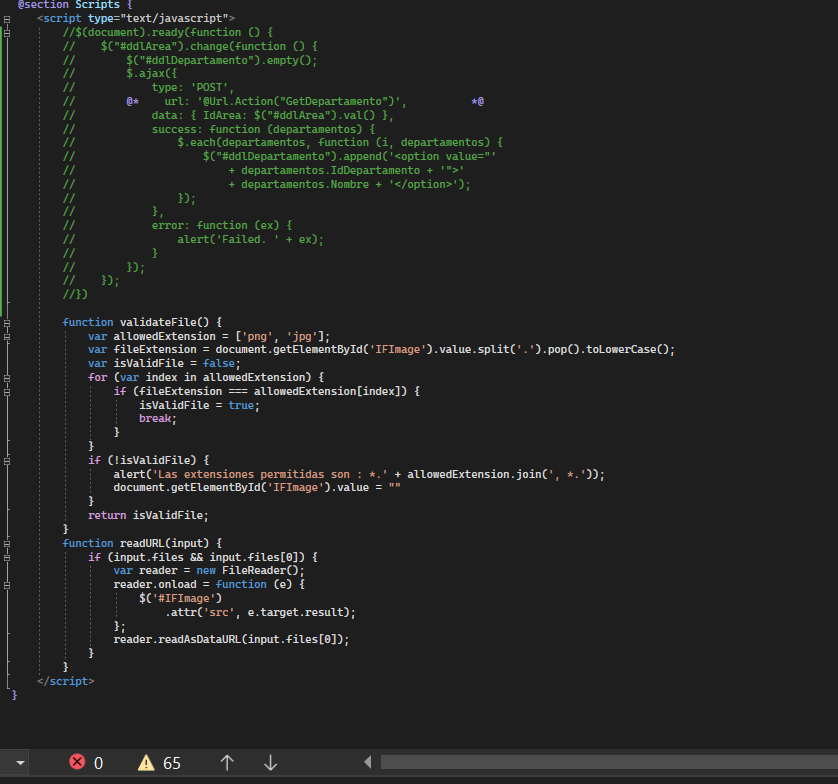 @section Scripts {
<script type="text/javascript">
//$(document).ready(function () {
//    $("#ddlArea").change(function () {
//        $("#ddlDepartamento").empty();
//        $.ajax({
//            type: 'POST',
//        @*    url: '@Url.Action("GetDepartamento")',          *@
//            data: { IdArea: $("#ddlArea").val() },
//            success: function (departamentos) {
//                $.each(departamentos, function (i, departamentos) {
//                    $("#ddlDepartamento").append('<option value="'
//                        + departamentos.IdDepartamento + '">'
//                        + departamentos.Nombre + '</option>');
//                });
//            },
//            error: function (ex) {
//                alert('Failed. ' + ex);
//            }
//        });
//    });
//})
function validateFile() {
var allowedExtension = ['png', 'jpg'];
var fileExtension = document.getElementById('IFImage').value.split('.').pop().toLowerCase();
var isValidFile = false;
for (var index in allowedExtension) {
if (fileExtension === allowedExtension[index]) {
isValidFile = true;
break;
}
}
if (!isValidFile) {
alert('Las extensiones permitidas son : *.' + allowedExtension.join(', *.'));
document.getElementById('IFImage').value = ""
}
return isValidFile;
}
function readURL(input) {
if (input.files && input.files[0]) {
var reader = new FileReader();
reader.onload = function (e) {
$('#IFImage')
.attr('src', e.target.result);
};
reader.readAsDataURL(input.files[0]);
}
}
</script>
}
0 65